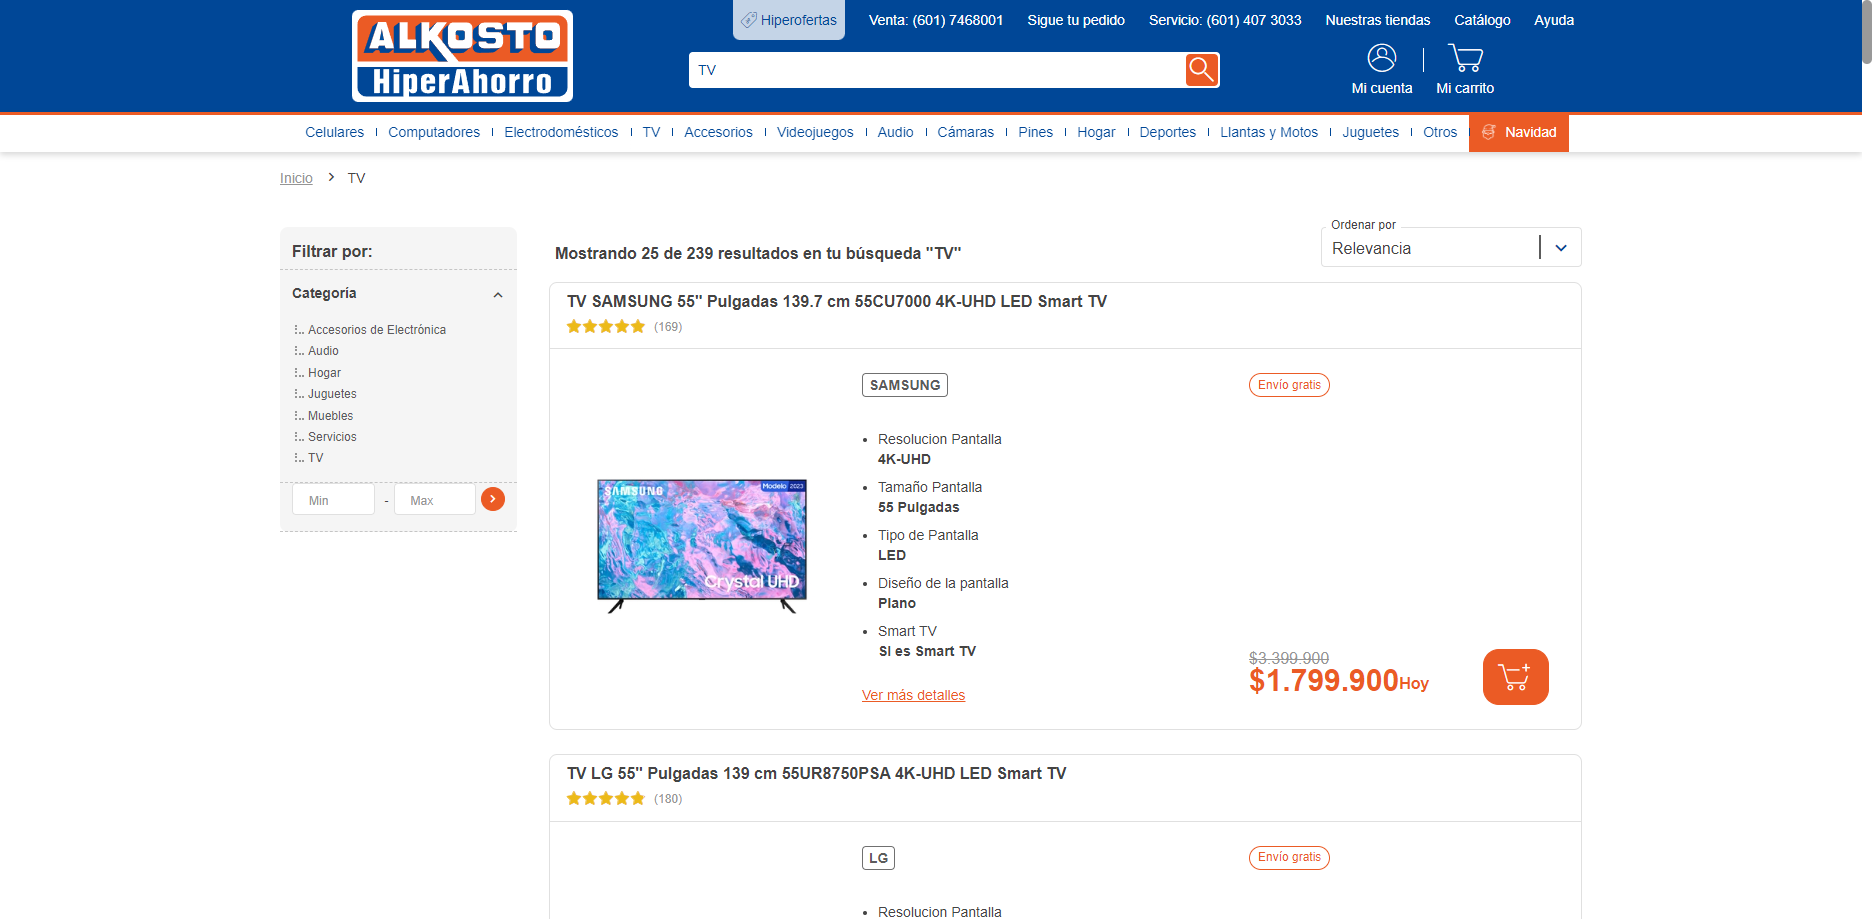 Hiperofertas
Venta: (601) 7468001
Sigue tu pedido
Servicio: (601) 407 3033
Nuestras tiendas
Catálogo
Ayuda
ALKOSTO
HiperAhorro
TV
Mi cuenta
Mi carrito
Celulares
Computadores
Electrodomésticos
TV
Accesorios
Videojuegos
Audio
Cámaras
Pines
Hogar
Deportes
Llantas y Motos
Juguetes
Otros
Navidad
Inicio > TV
Filtrar por:
Categoría
Accesorios de Electrónica
Audio
Hogar
Juguetes
Muebles
Servicios
TV
Min - Max
Mostrando 25 de 239 resultados en tu búsqueda "TV"
Ordenar por
Relevancia
TV SAMSUNG 55" Pulgadas 139.7 cm 55CU7000 4K-UHD LED Smart TV
(169)
SAMSUNG
Modelo 2023
Crystal UHD
SAMSUNG
Resolucion Pantalla
4K-UHD
Tamaño Pantalla
55 Pulgadas
Tipo de Pantalla
LED
Diseño de la pantalla
Plano
Smart TV
Si es Smart TV
Ver más detalles
Envío gratis
$3.399.900
$1.799.900 Hoy
TV LG 55" Pulgadas 139 cm 55UR8750PSA 4K-UHD LED Smart TV
(180)
LG
Envío gratis
Resolucion Pantalla